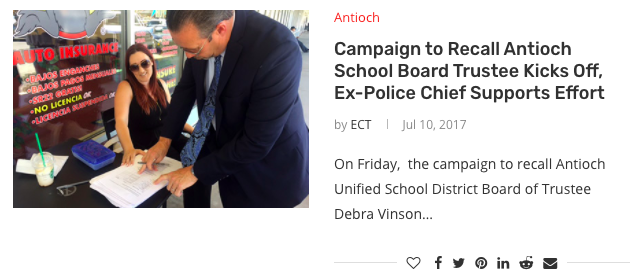 AUTO INSURANCE
•BAJOS ENGANCHES
•BAJOS PAGOS MENSUALES
•SR22 GRATIS
•NO LICENCIA OK
•LICENCIA SUSPENDIDA OK
Antioch
Campaign to Recall Antioch
School Board Trustee Kicks Off,
Ex-Police Chief Supports Effort
by ECT
Jul 10, 2017
On Friday,  the campaign to recall Antioch
Unified School District Board of Trustee
Debra Vinson...